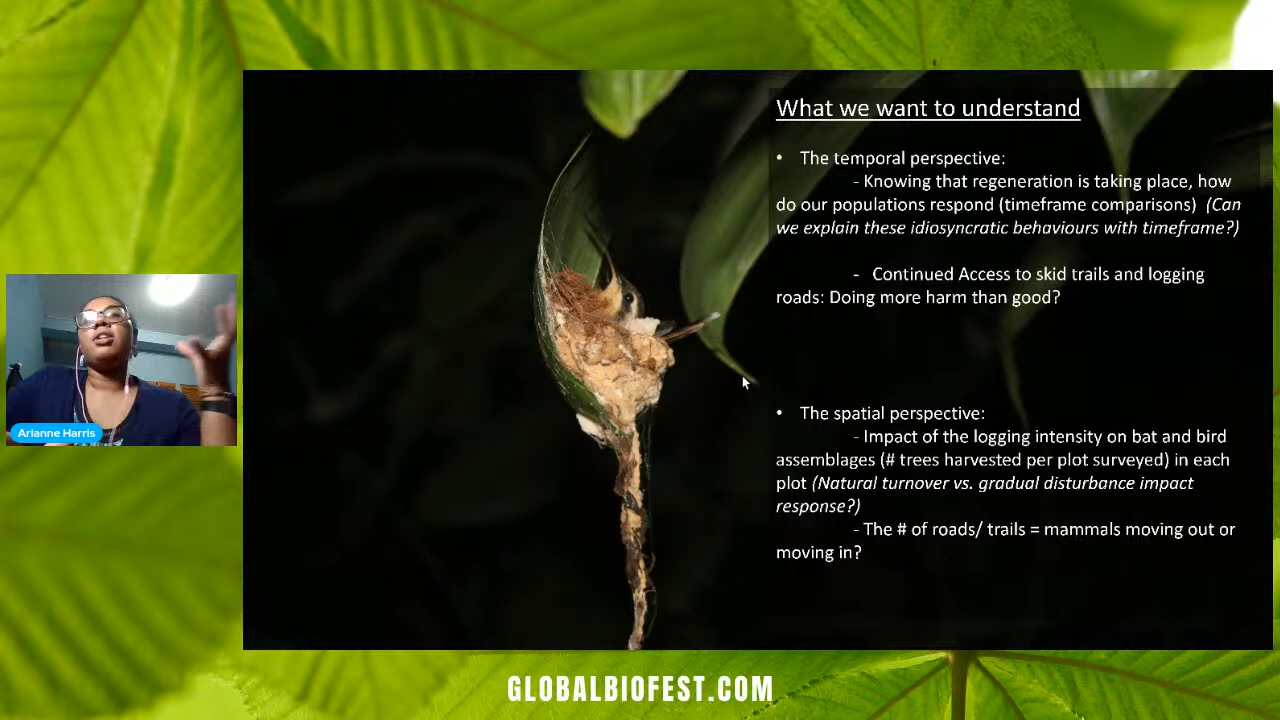 What we want to understand
• The temporal perspective:
- Knowing that regeneration is taking place, how
do our populations respond (timeframe comparisons) (Can
we explain these idiosyncratic behaviours with timeframe?)
- Continued Access to skid trails and logging
roads: Doing more harm than good?
• The spatial perspective:
- Impact of the logging intensity on bat and bird
assemblages (# trees harvested per plot surveyed) in each
plot (Natural turnover vs. gradual disturbance impact
response?)
- The # of roads/ trails = mammals moving out or
moving in?
Arianne Harris
GLOBALBIOFEST.COM